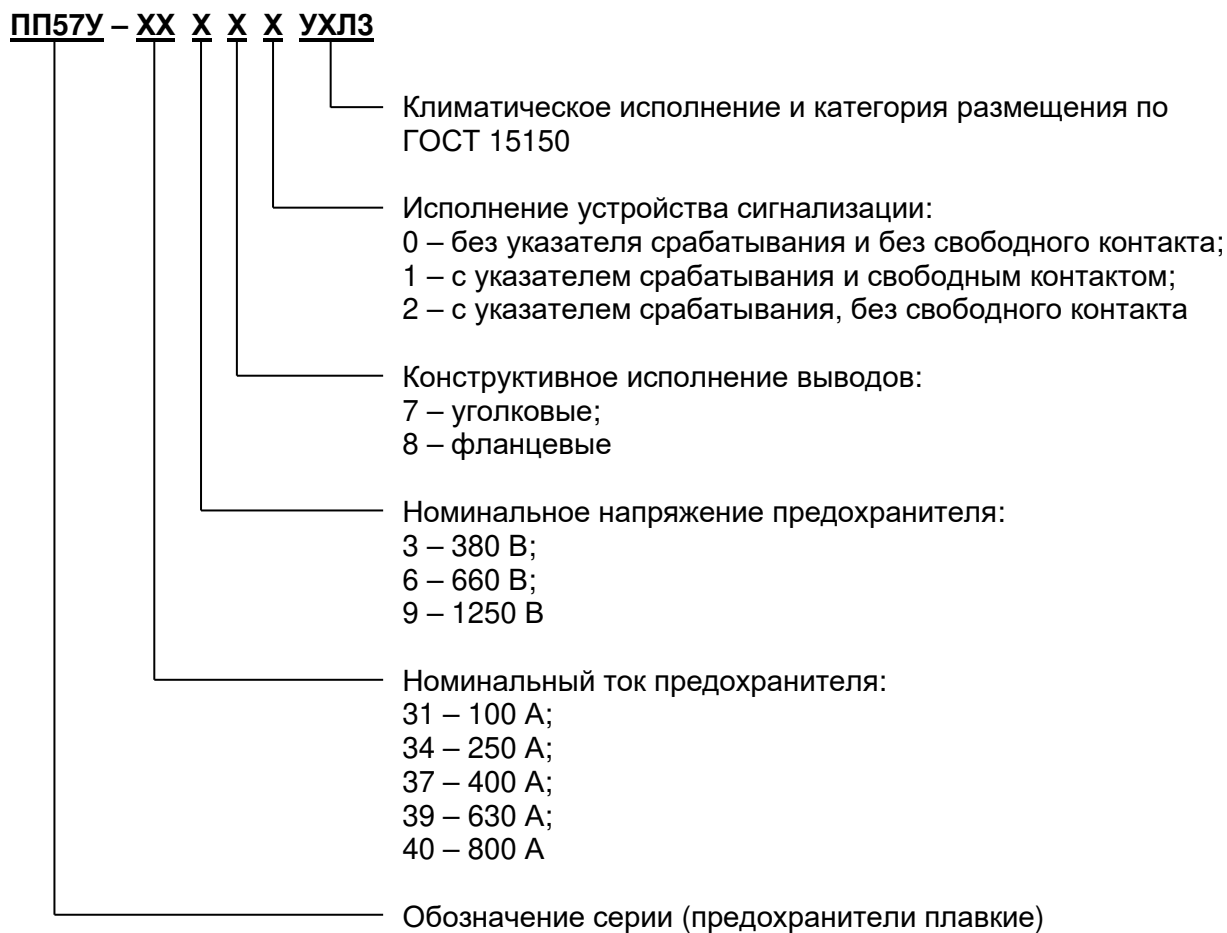 ПП57У – ХХ Х Х Х УХЛ3
Климатическое исполнение и категория размещения по
ГОСТ 15150
Исполнение устройства сигнализации:
0 – без указателя срабатывания и без свободного контакта;
1 – с указателем срабатывания и свободным контактом;
2 – с указателем срабатывания, без свободного контакта
Конструктивное исполнение выводов:
7 – уголковые;
8 – фланцевые
Номинальное напряжение предохранителя:
3 – 380 В;
6 – 660 В;
9 – 1250 В
Номинальный ток предохранителя:
31 – 100 А;
34 – 250 А;
37 – 400 А;
39 – 630 А;
40 – 800 А
Обозначение серии (предохранители плавкие)